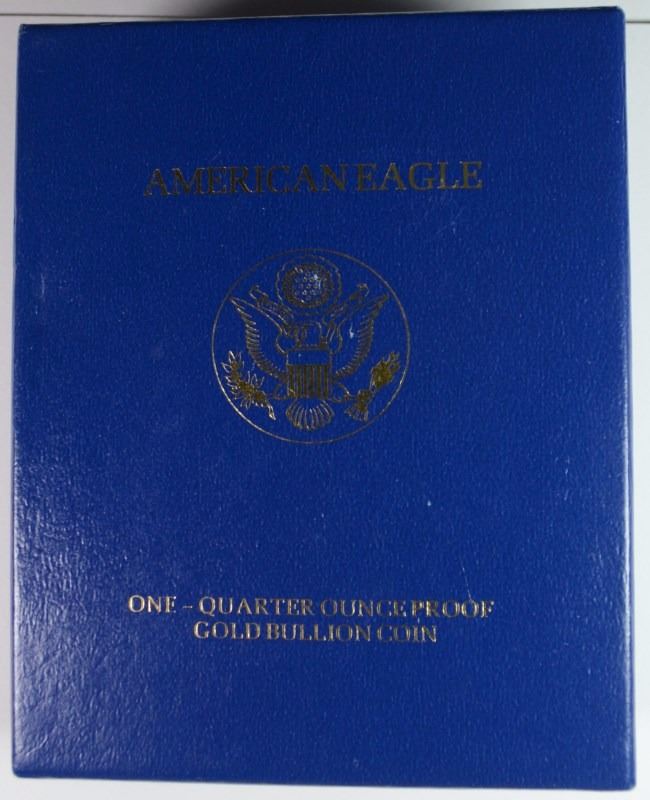 AMERICAN EAGLE
ONE - QUARTER OUNCE PROOF
GOLD BULLION COIN